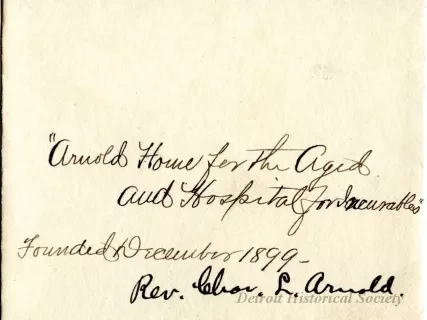 "Arnold Home for the Aged
and Hospital for Incurables"
Founded December 1899-
Rev. Chas. L. Arnold.
Detroit Historical Society